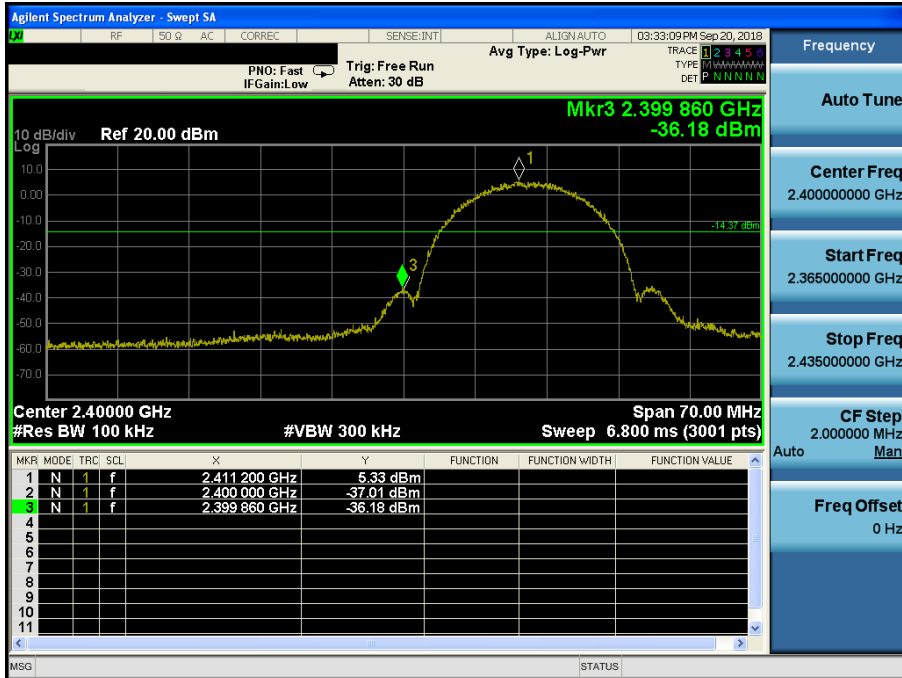 Agilent Spectrum Analyzer - Swept SA
LXI RF 50 Ω AC CORREC SENSE:INT ALIGN AUTO 03:33:09 PM Sep 20, 2018
Avg Type: Log-Pwr TRACE 1 2 3 4 5 6
PNO: Fast Trig: Free Run TYPE M WWWWW
IFGain:Low Atten: 30 dB DET P N N N N N
Frequency
Auto Tune
Center Freq
2.400000000 GHz
Start Freq
2.365000000 GHz
Stop Freq
2.435000000 GHz
CF Step
2.000000 MHz
Auto Man
Freq Offset
0 Hz
Mkr3 2.399 860 GHz
-36.18 dBm
10 dB/div Ref 20.00 dBm
Log
10.0
0.00
-10.0
-20.0
-30.0
-40.0
-50.0
-60.0
-70.0
1
-14.37 dBm
3
Center 2.40000 GHz Span 70.00 MHz
#Res BW 100 kHz #VBW 300 kHz Sweep 6.800 ms (3001 pts)
MKR MODE TRC SCL X Y FUNCTION FUNCTION WIDTH FUNCTION VALUE
1 N 1 f 2.411 200 GHz 5.33 dBm
2 N 1 f 2.400 000 GHz -37.01 dBm
3 N 1 f 2.399 860 GHz -36.18 dBm
4
5
6
7
8
9
10
11
MSG STATUS